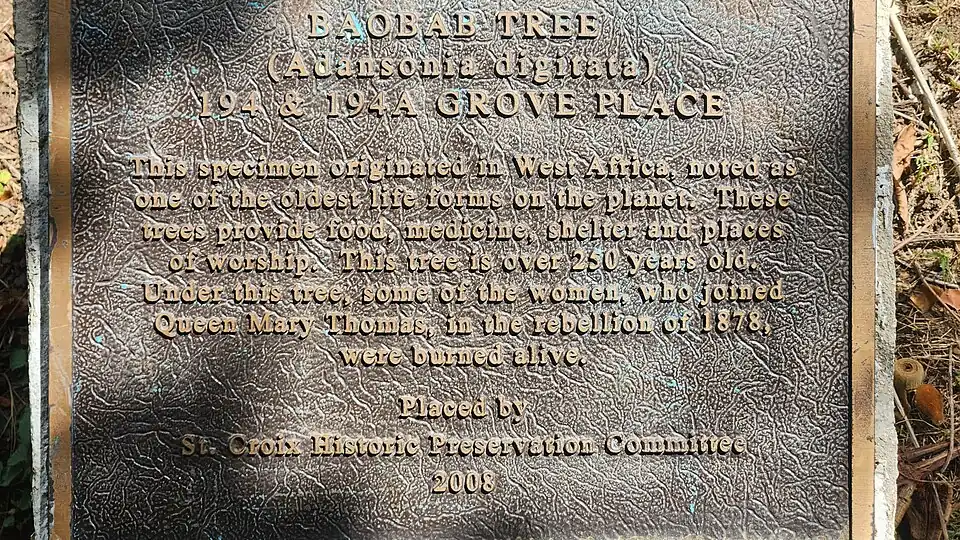 BAOBAB TREE
(Adansonia digitata)
194 & 194A GROVE PLACE
This specimen originated in West Africa, noted as
one of the oldest life forms on the planet. These
trees provide food, medicine, shelter and places
of worship. This tree is over 250 years old.
Under this tree, some of the women, who joined
Queen Mary Thomas, in the rebellion of 1878,
were burned alive.
Placed by
St. Croix Historic Preservation Committee
2008